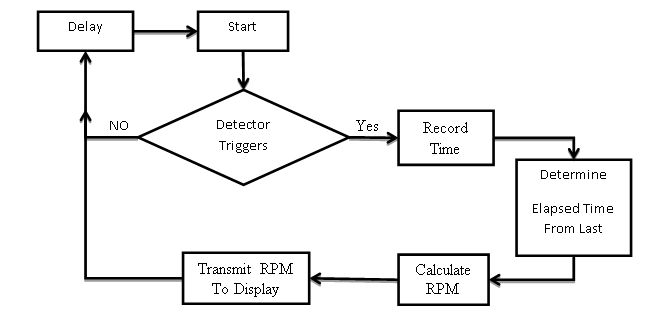 Delay
Start
Detector
Triggers
NO
Yes
Record
Time
Determine
Elapsed Time
From Last
Calculate
RPM
Transmit RPM
To Display